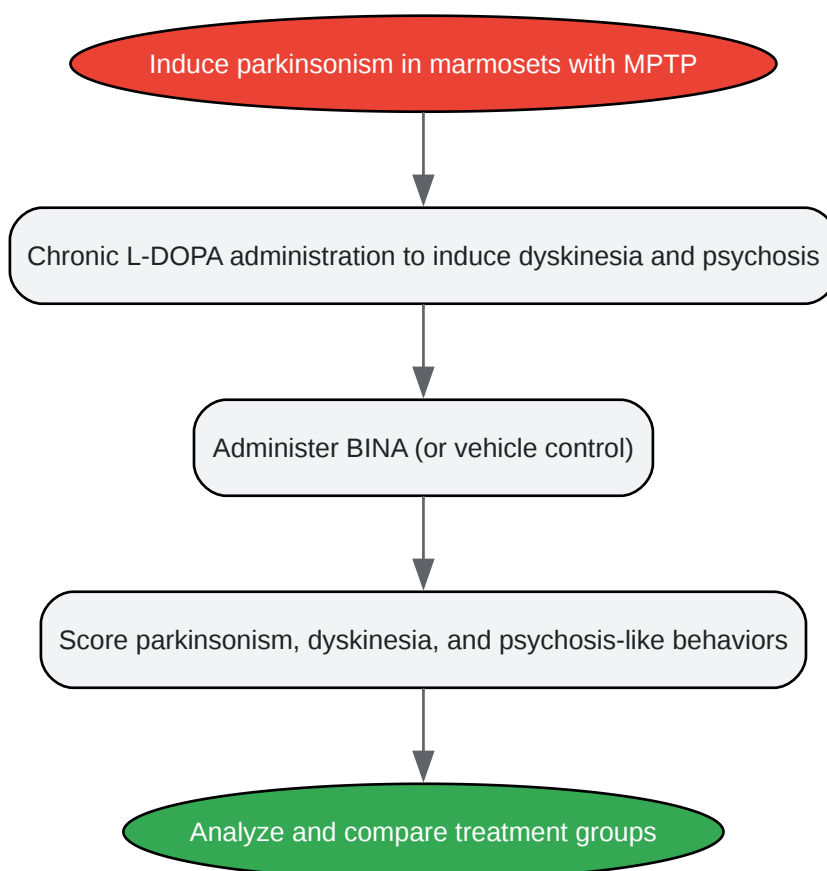 Induce parkinsonism in marmosets with MPTP
Chronic L-DOPA administration to induce dyskinesia and psychosis
Administer BINA (or vehicle control)
Score parkinsonism, dyskinesia, and psychosis-like behaviors
Analyze and compare treatment groups